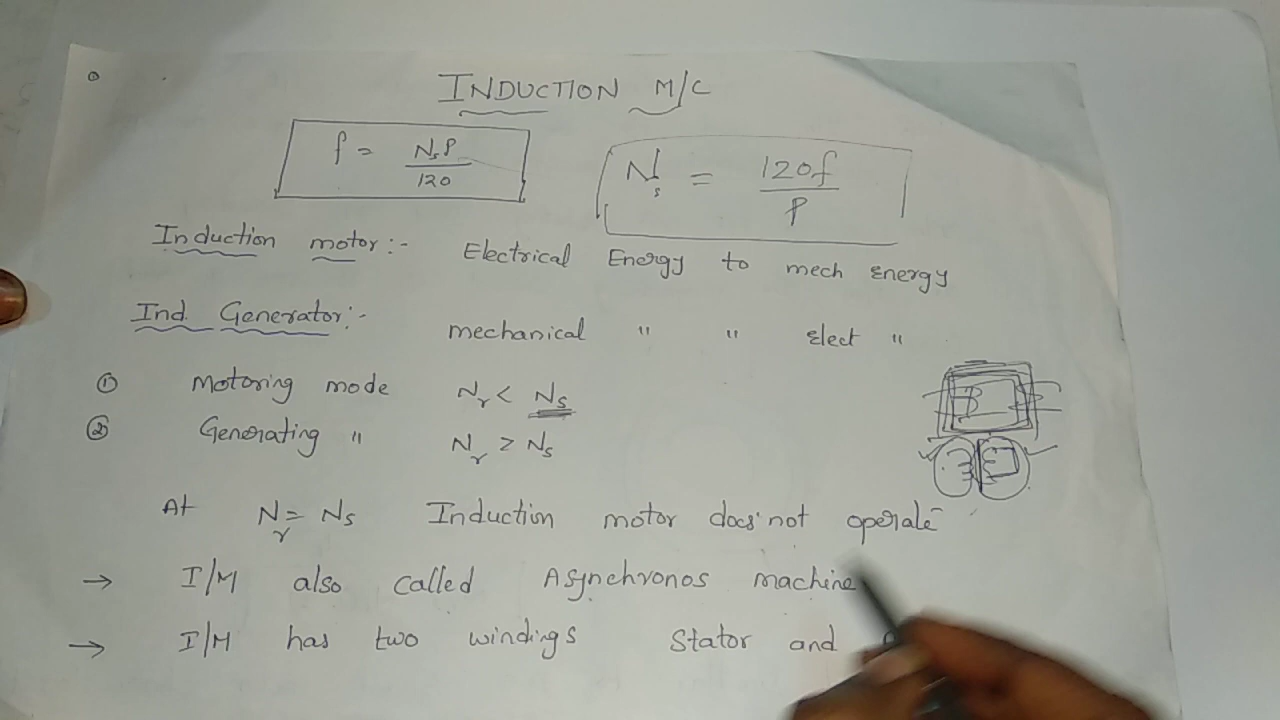 INDUCTION M/C
f = NsP/120
Ns = 120f/P
Induction motor:- Electrical Energy to mech Energy
Ind. Generator:- mechanical " " Elect "
① Motoring mode Nr < Ns
② Generating " Nr > Ns
At Nr = Ns Induction motor does not operate
→ I/M also called Asynchronos machine
→ I/M has two windings Stator and